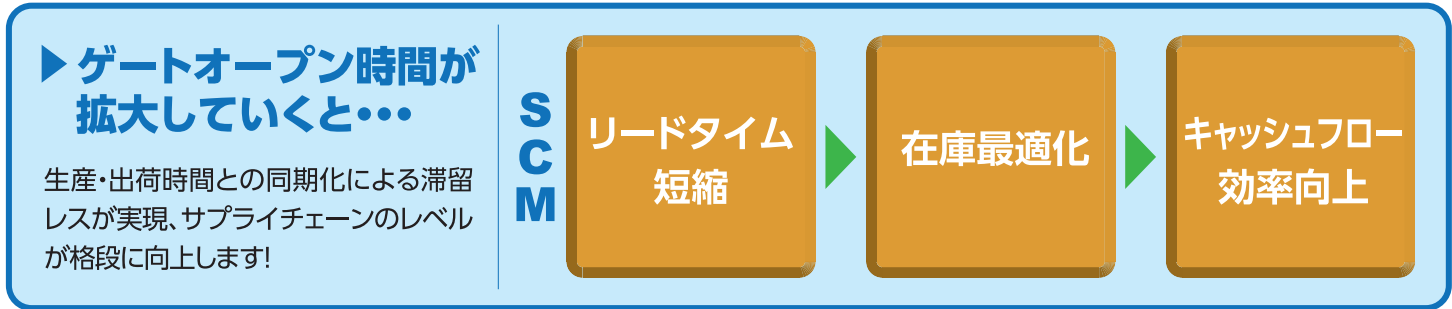 ▶ゲートオープン時間が
拡大していくと・・・
生産・出荷時間との同期化による滞留
レスが実現、サプライチェーンのレベル
が格段に向上します!
SCM
リードタイム
短縮
在庫最適化
キャッシュフロー
効率向上